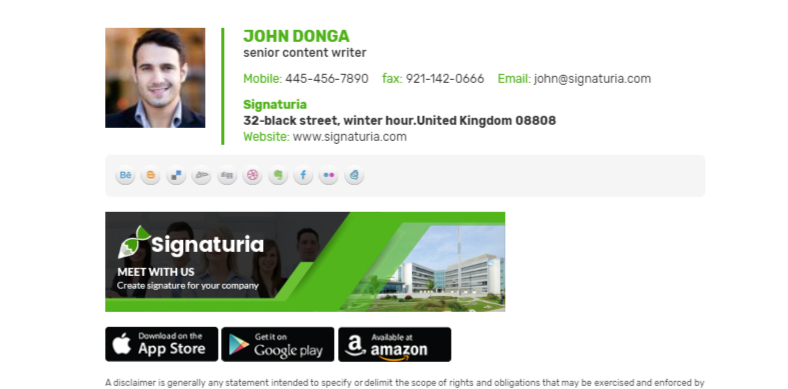 JOHN DONGA
senior content writer
Mobile: 445-456-7890 fax: 921-142-0666 Email: john@signaturia.com
Signaturia
32-black street, winter hour.United Kingdom 08808
Website: www.signaturia.com
Bē
digg
Signaturia
MEET WITH US
Create signature for your company
Download on the
App Store
Get it on
Google play
Available at
a amazon
A disclaimer is generally any statement intended to specify or delimit the scope of rights and obligations that may be exercised and enforced by